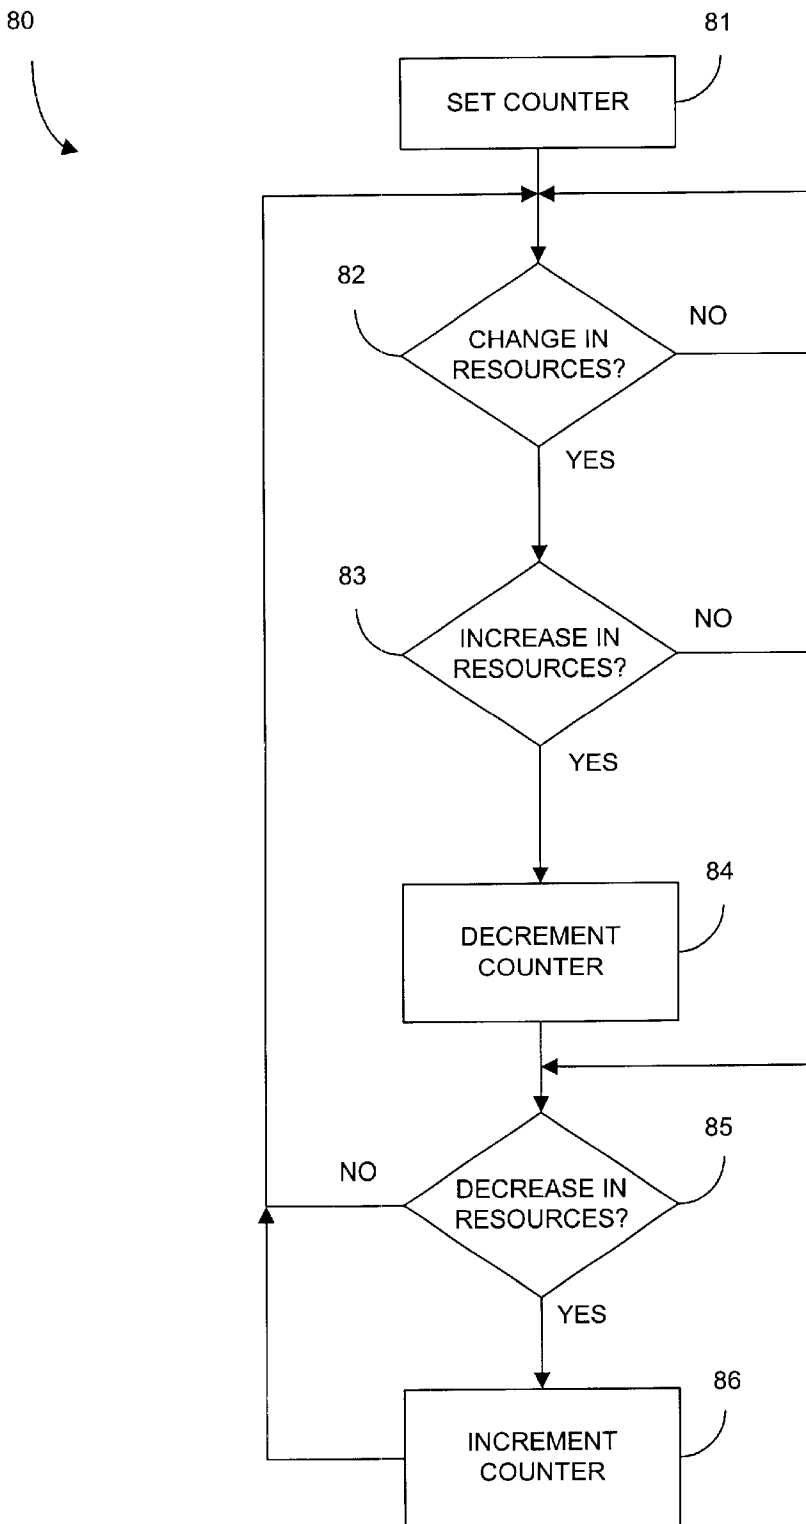 80
81
SET COUNTER
82
CHANGE IN
RESOURCES?
NO
YES
83
INCREASE IN
RESOURCES?
NO
YES
84
DECREMENT
COUNTER
85
NO
DECREASE IN
RESOURCES?
YES
86
INCREMENT
COUNTER